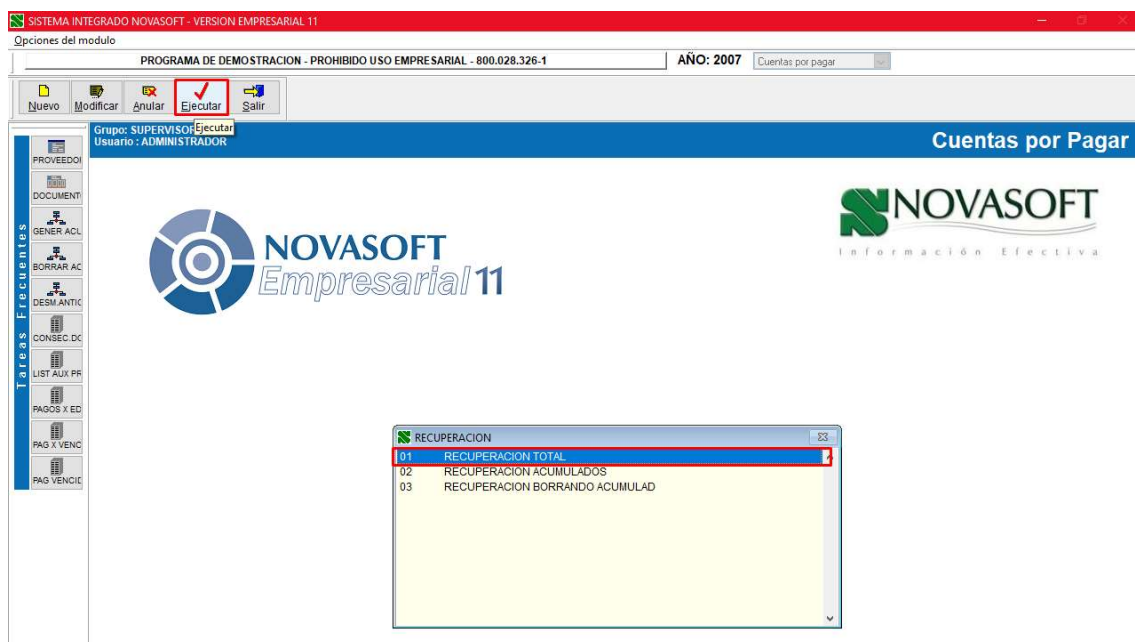 SISTEMA INTEGRADO NOVASOFT - VERSION EMPRESARIAL 11
Opciones del modulo
PROGRAMA DE DEMOSTRACION - PROHIBIDO USO EMPRESARIAL - 800.028.326-1
AÑO: 2007
Cuentas por pagar
Nuevo Modificar Anular Ejecutar Salir
Ejecutar
Grupo: SUPERVISOR
Usuario : ADMINISTRADOR
Cuentas por Pagar
Tareas Frecuentes
PROVEEDOI
DOCUMENT
GENER ACL
BORRAR AC
DESM.ANTIC
CONSEC.DC
LIST AUX PR
PAGOS X ED
PAG X VENC
PAG VENCIE
NOVASOFT
Empresarial 11
NOVASOFT
Información Efectiva
RECUPERACION
01 RECUPERACION TOTAL
02 RECUPERACION ACUMULADOS
03 RECUPERACION BORRANDO ACUMULAD